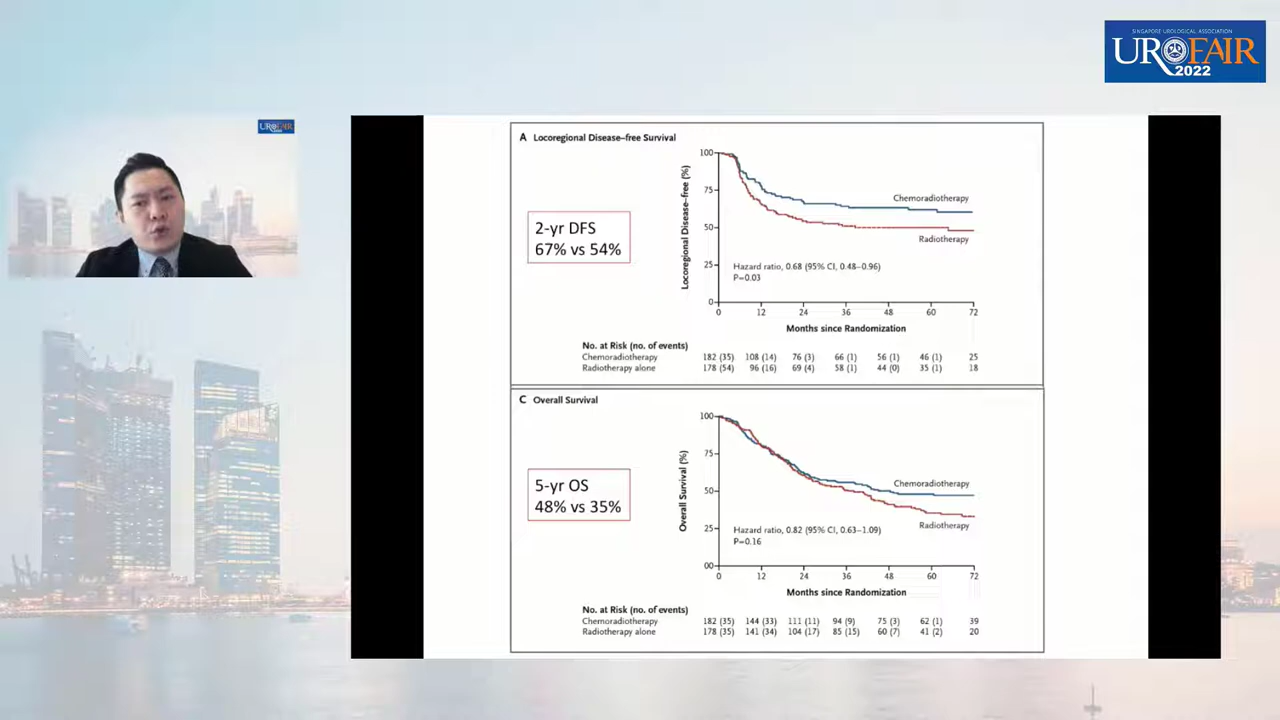 SINGAPORE UROLOGICAL ASSOCIATION
UROFAIR
2022
UROFAIR
A Locoregional Disease–free Survival
2-yr DFS
67% vs 54%
Locoregional Disease-free (%)
100
75
50
25
0
Chemoradiotherapy
Radiotherapy
Hazard ratio, 0.68 (95% CI, 0.48–0.96)
P=0.03
0 12 24 36 48 60 72
Months since Randomization
No. at Risk (no. of events)
Chemoradiotherapy 182 (35) 108 (14) 76 (3) 66 (1) 56 (1) 46 (1) 25
Radiotherapy alone 178 (54) 96 (16) 69 (4) 58 (1) 44 (0) 35 (1) 18
C Overall Survival
5-yr OS
48% vs 35%
Overall Survival (%)
100
75
50
25
00
Chemoradiotherapy
Radiotherapy
Hazard ratio, 0.82 (95% CI, 0.63–1.09)
P=0.16
0 12 24 36 48 60 72
Months since Randomization
No. at Risk (no. of events)
Chemoradiotherapy 182 (35) 144 (33) 111 (11) 94 (9) 75 (3) 62 (1) 39
Radiotherapy alone 178 (35) 141 (34) 104 (17) 85 (15) 60 (7) 41 (2) 20